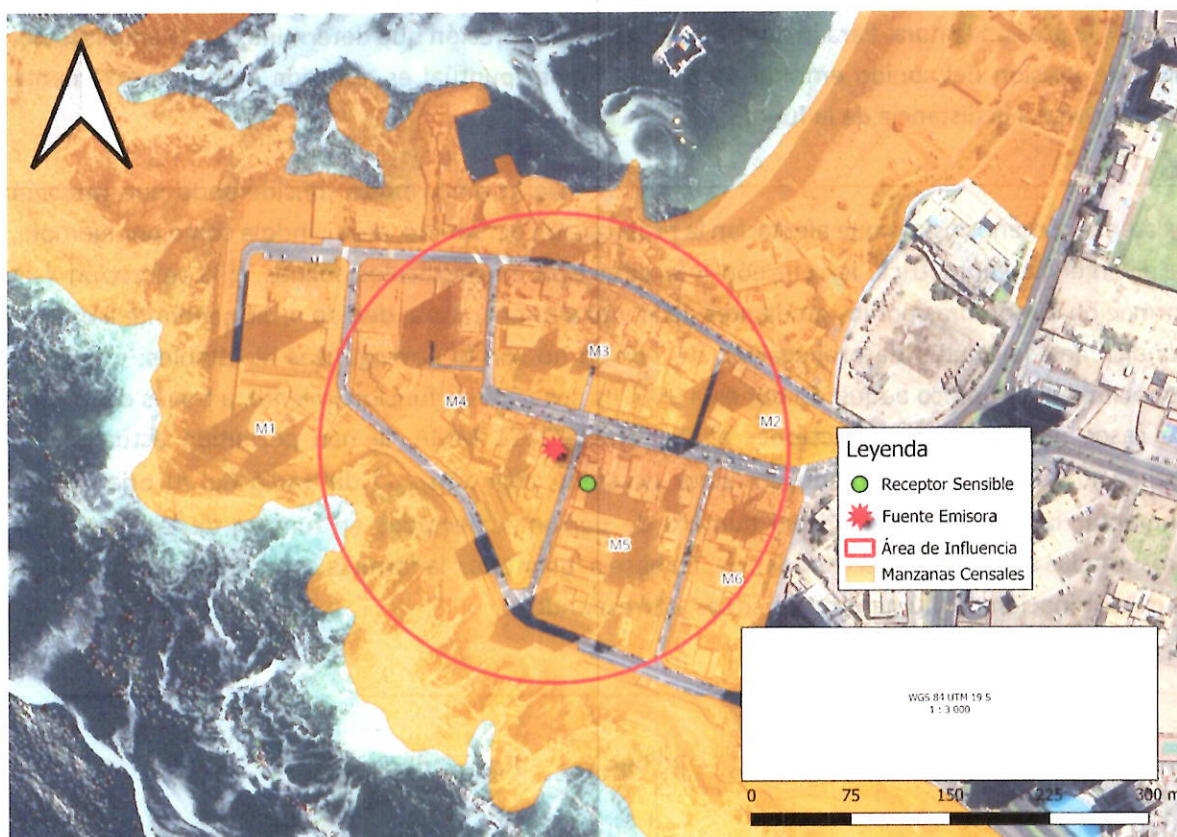 M3
M4
M1
M2
M5
M6
Leyenda
Receptor Sensible
Fuente Emisora
Área de Influencia
Manzanas Censales
WGS 84 UTM 19 S
1 : 3 000
0 75 150 225 300 m